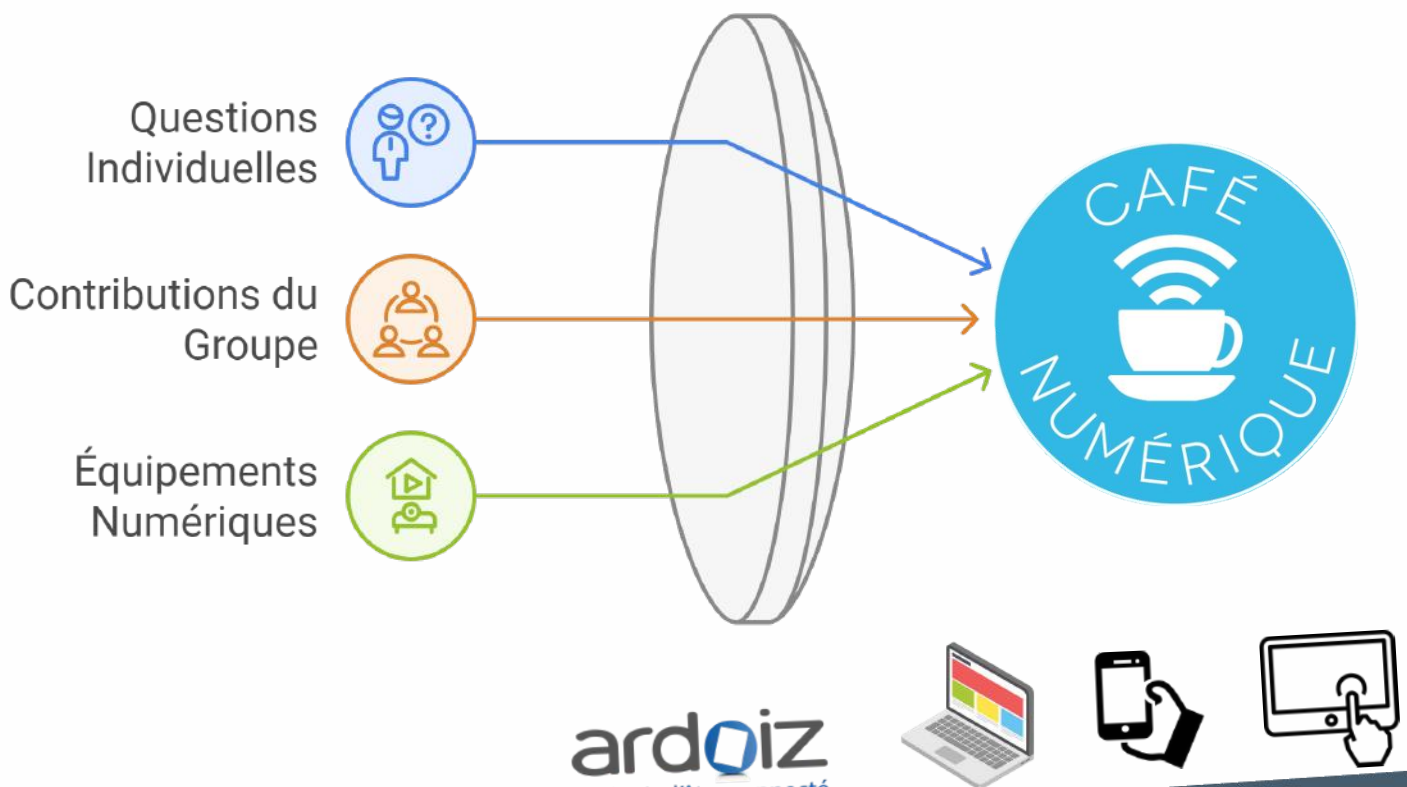 Questions
Individuelles
Contributions du
Groupe
Équipements
Numériques
CAFÉ
NUMÉRIQUE
?
ardoiz